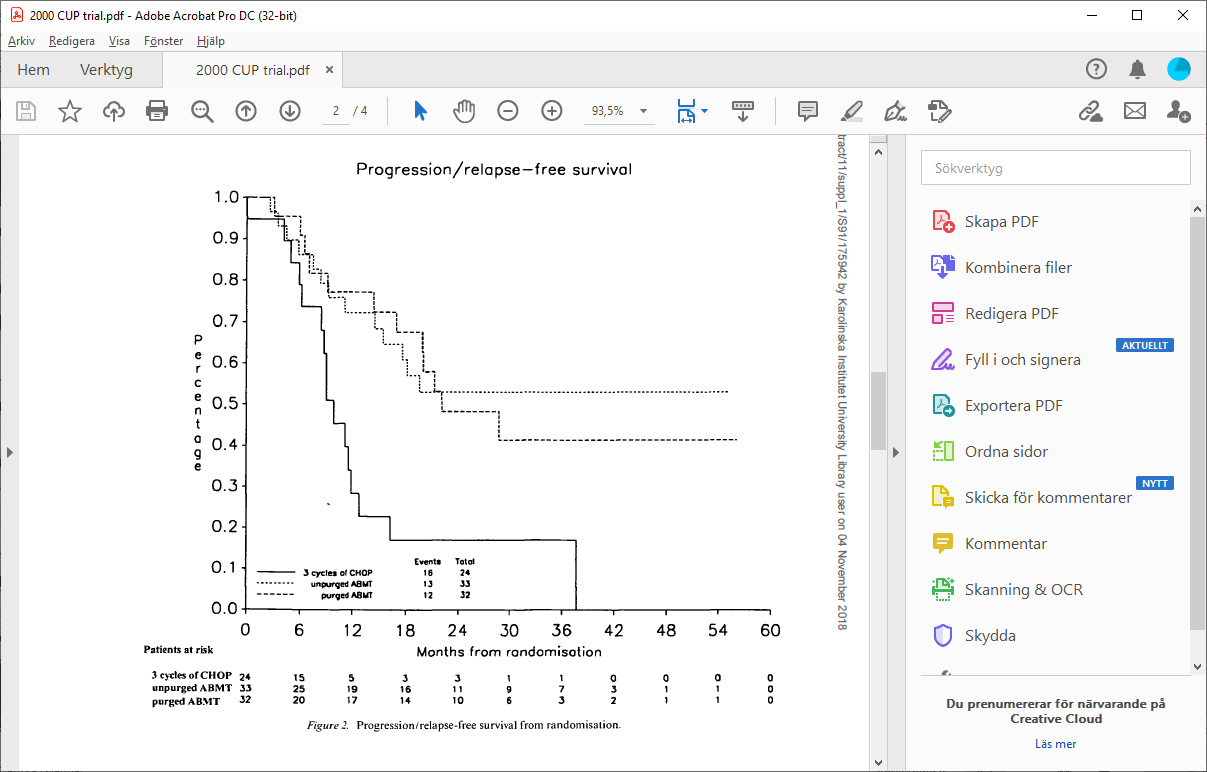 2000 CUP trial.pdf - Adobe Acrobat Pro DC (32-bit)
Arkiv Redigera Visa Fönster Hjälp
Hem Verktyg 2000 CUP trial.pdf ×
2 / 4 93,5%
Progression/relapse-free survival
1.0
0.9
0.8
0.7
0.6
0.5
0.4
0.3
0.2
0.1
0.0
Percentage
Events Total
3 cycles of CHOP 16 24
unpurged ABMT 13 33
purged ABMT 12 32
0 6 12 18 24 30 36 42 48 54 60
Months from randomisation
Patients at risk
3 cycles of CHOP 24 15 5 3 3 1 1 0 0 0 0
unpurged ABMT 33 25 19 16 11 9 7 3 1 1 0
purged ABMT 32 20 17 14 10 6 3 2 1 1 0
Figure 2. Progression/relapse-free survival from randomisation.
tract/11/suppl_1/S91/175942 by Karolinska Institutet University Library user on 04 November 2018
Sökverktyg
Skapa PDF
Kombinera filer
Redigera PDF
AKTUELLT
Fyll i och signera
Exportera PDF
Ordna sidor
NYTT
Skicka för kommentarer
Kommentar
Skanning & OCR
Skydda
Du prenumererar för närvarande på
Creative Cloud
Läs mer